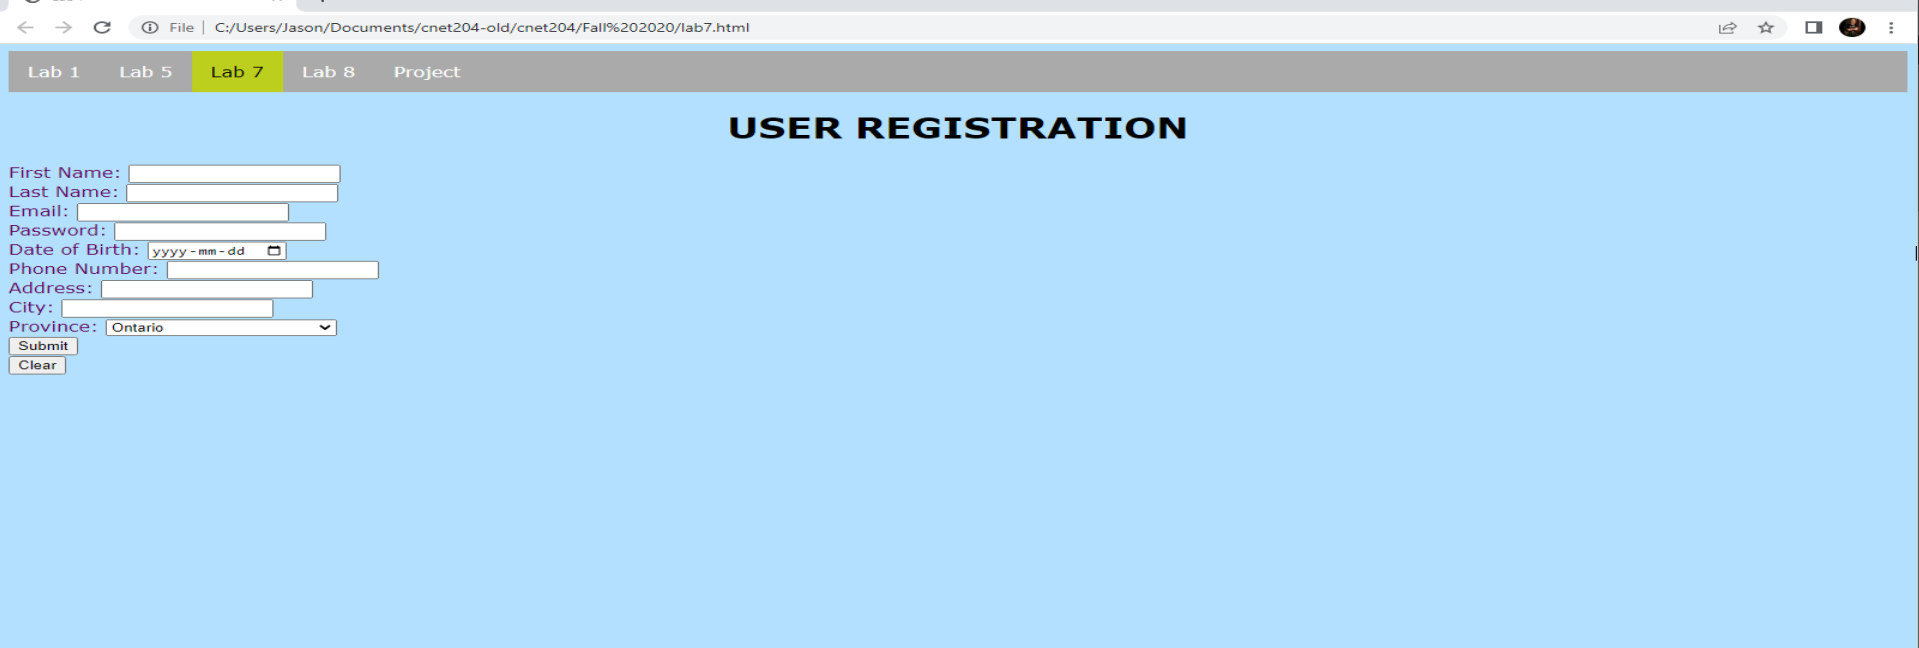 File | C:/Users/Jason/Documents/cnet204-old/cnet204/Fall%202020/lab7.html
Lab 1 Lab 5 Lab 7 Lab 8 Project
USER REGISTRATION
First Name:
Last Name:
Email:
Password:
Date of Birth: yyyy-mm-dd
Phone Number:
Address:
City:
Province: Ontario
Submit
Clear